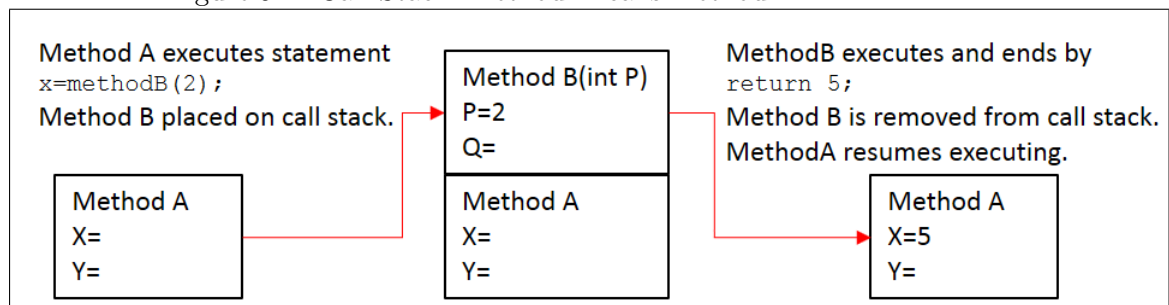 Method A executes statement
x=methodB(2);
Method B placed on call stack.
Method A
X=
Y=
Method B(int P)
P=2
Q=
Method A
X=
Y=
MethodB executes and ends by
return 5;
Method B is removed from call stack.
MethodA resumes executing.
Method A
X=5
Y=